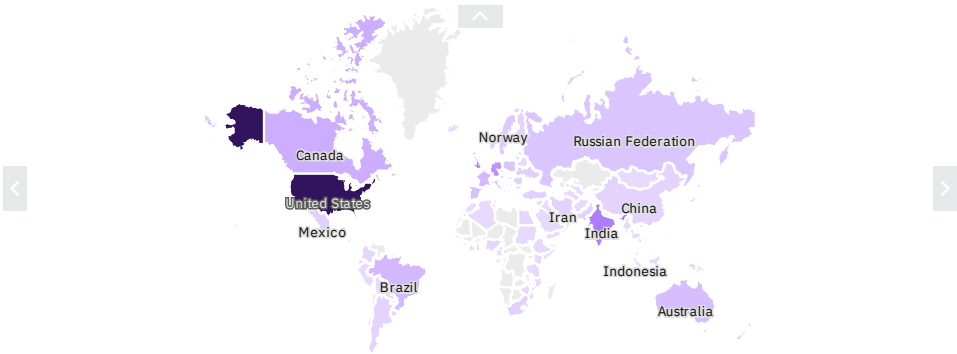 Norway
Russian Federation
Canada
United States
China
Iran
Mexico
India
Indonesia
Brazil
Australia